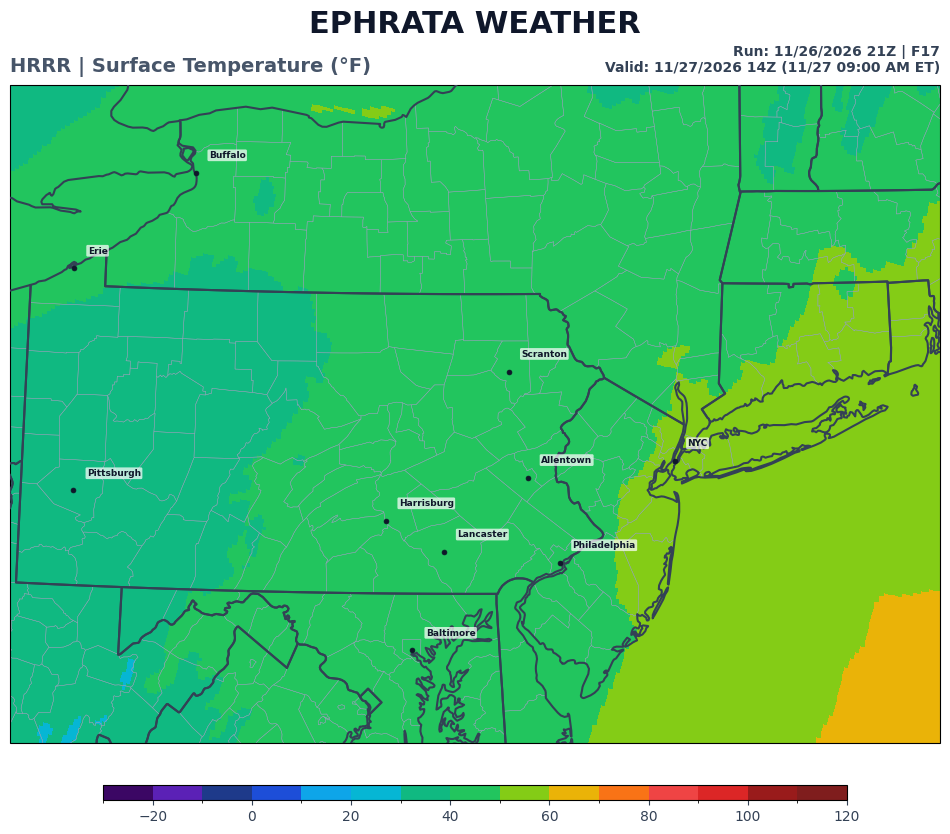 EPHRATA WEATHER
HRRR | Surface Temperature (°F)
Run: 11/26/2026 21Z | F17
Valid: 11/27/2026 14Z (11/27 09:00 AM ET)
Buffalo
Erie
Scranton
NYC
Allentown
Pittsburgh
Harrisburg
Lancaster
Philadelphia
Baltimore
−20 0 20 40 60 80 100 120